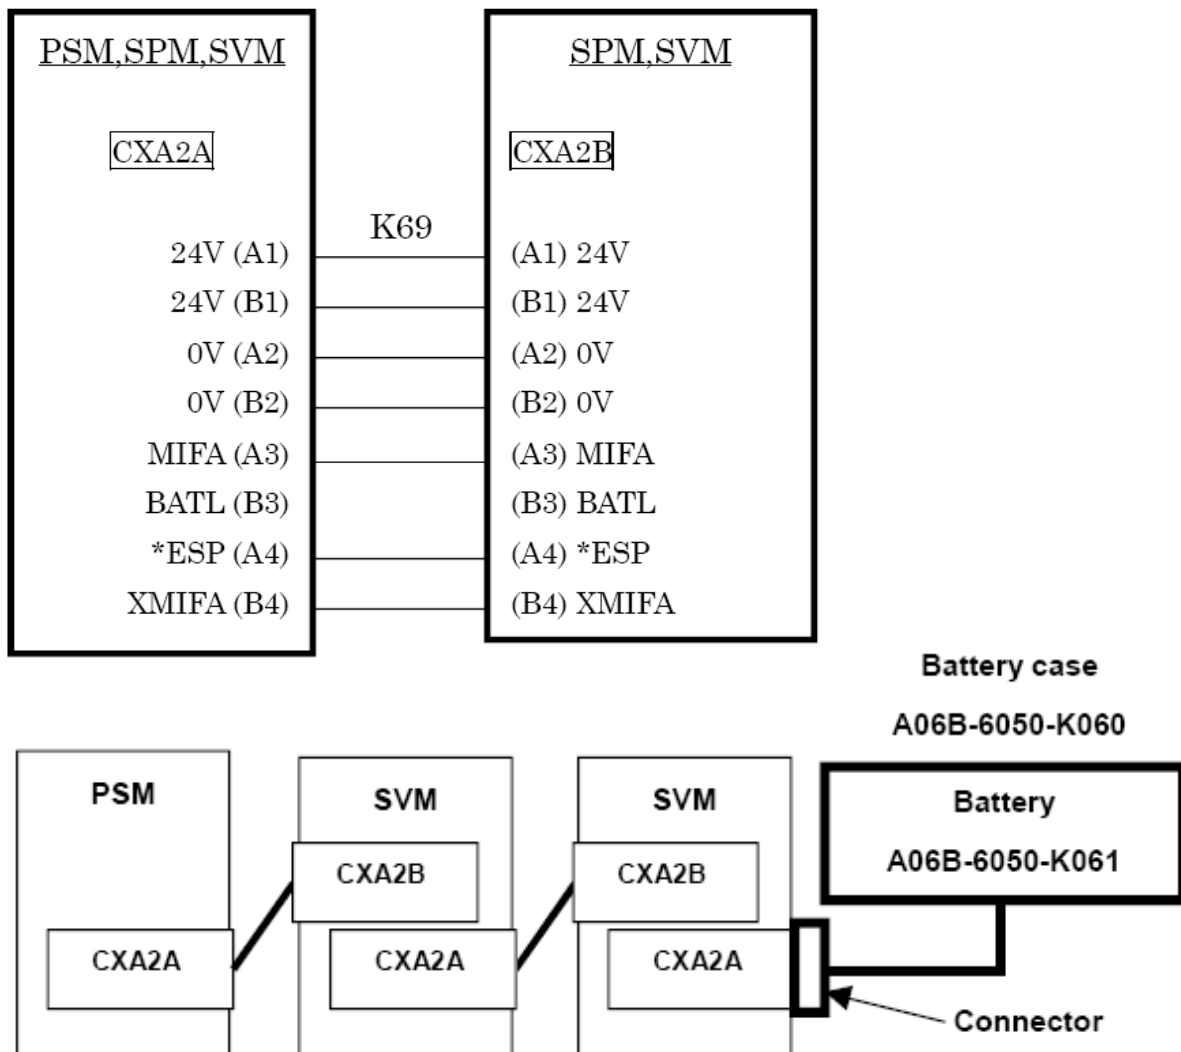 PSM,SPM,SVM
SPM,SVM
CXA2A
CXA2B
K69
24V (A1)
(A1) 24V
24V (B1)
(B1) 24V
0V (A2)
(A2) 0V
0V (B2)
(B2) 0V
MIFA (A3)
(A3) MIFA
BATL (B3)
(B3) BATL
*ESP (A4)
(A4) *ESP
XMIFA (B4)
(B4) XMIFA
Battery case
A06B-6050-K060
PSM
SVM
SVM
Battery
A06B-6050-K061
CXA2B
CXA2B
CXA2A
CXA2A
CXA2A
Connector